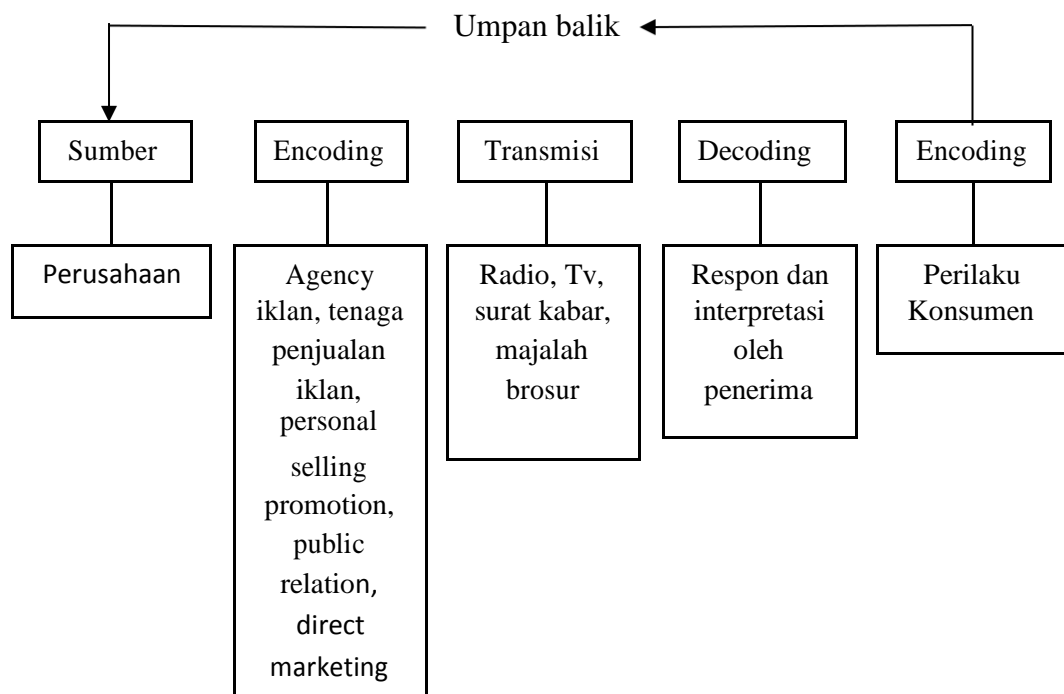 Umpan balik
Sumber
Encoding
Transmisi
Decoding
Encoding
Perusahaan
Agency
iklan, tenaga
penjualan
iklan,
personal
selling
promotion,
public
relation,
direct
marketing
Radio, Tv,
surat kabar,
majalah
brosur
Respon dan
interpretasi
oleh
penerima
Perilaku
Konsumen